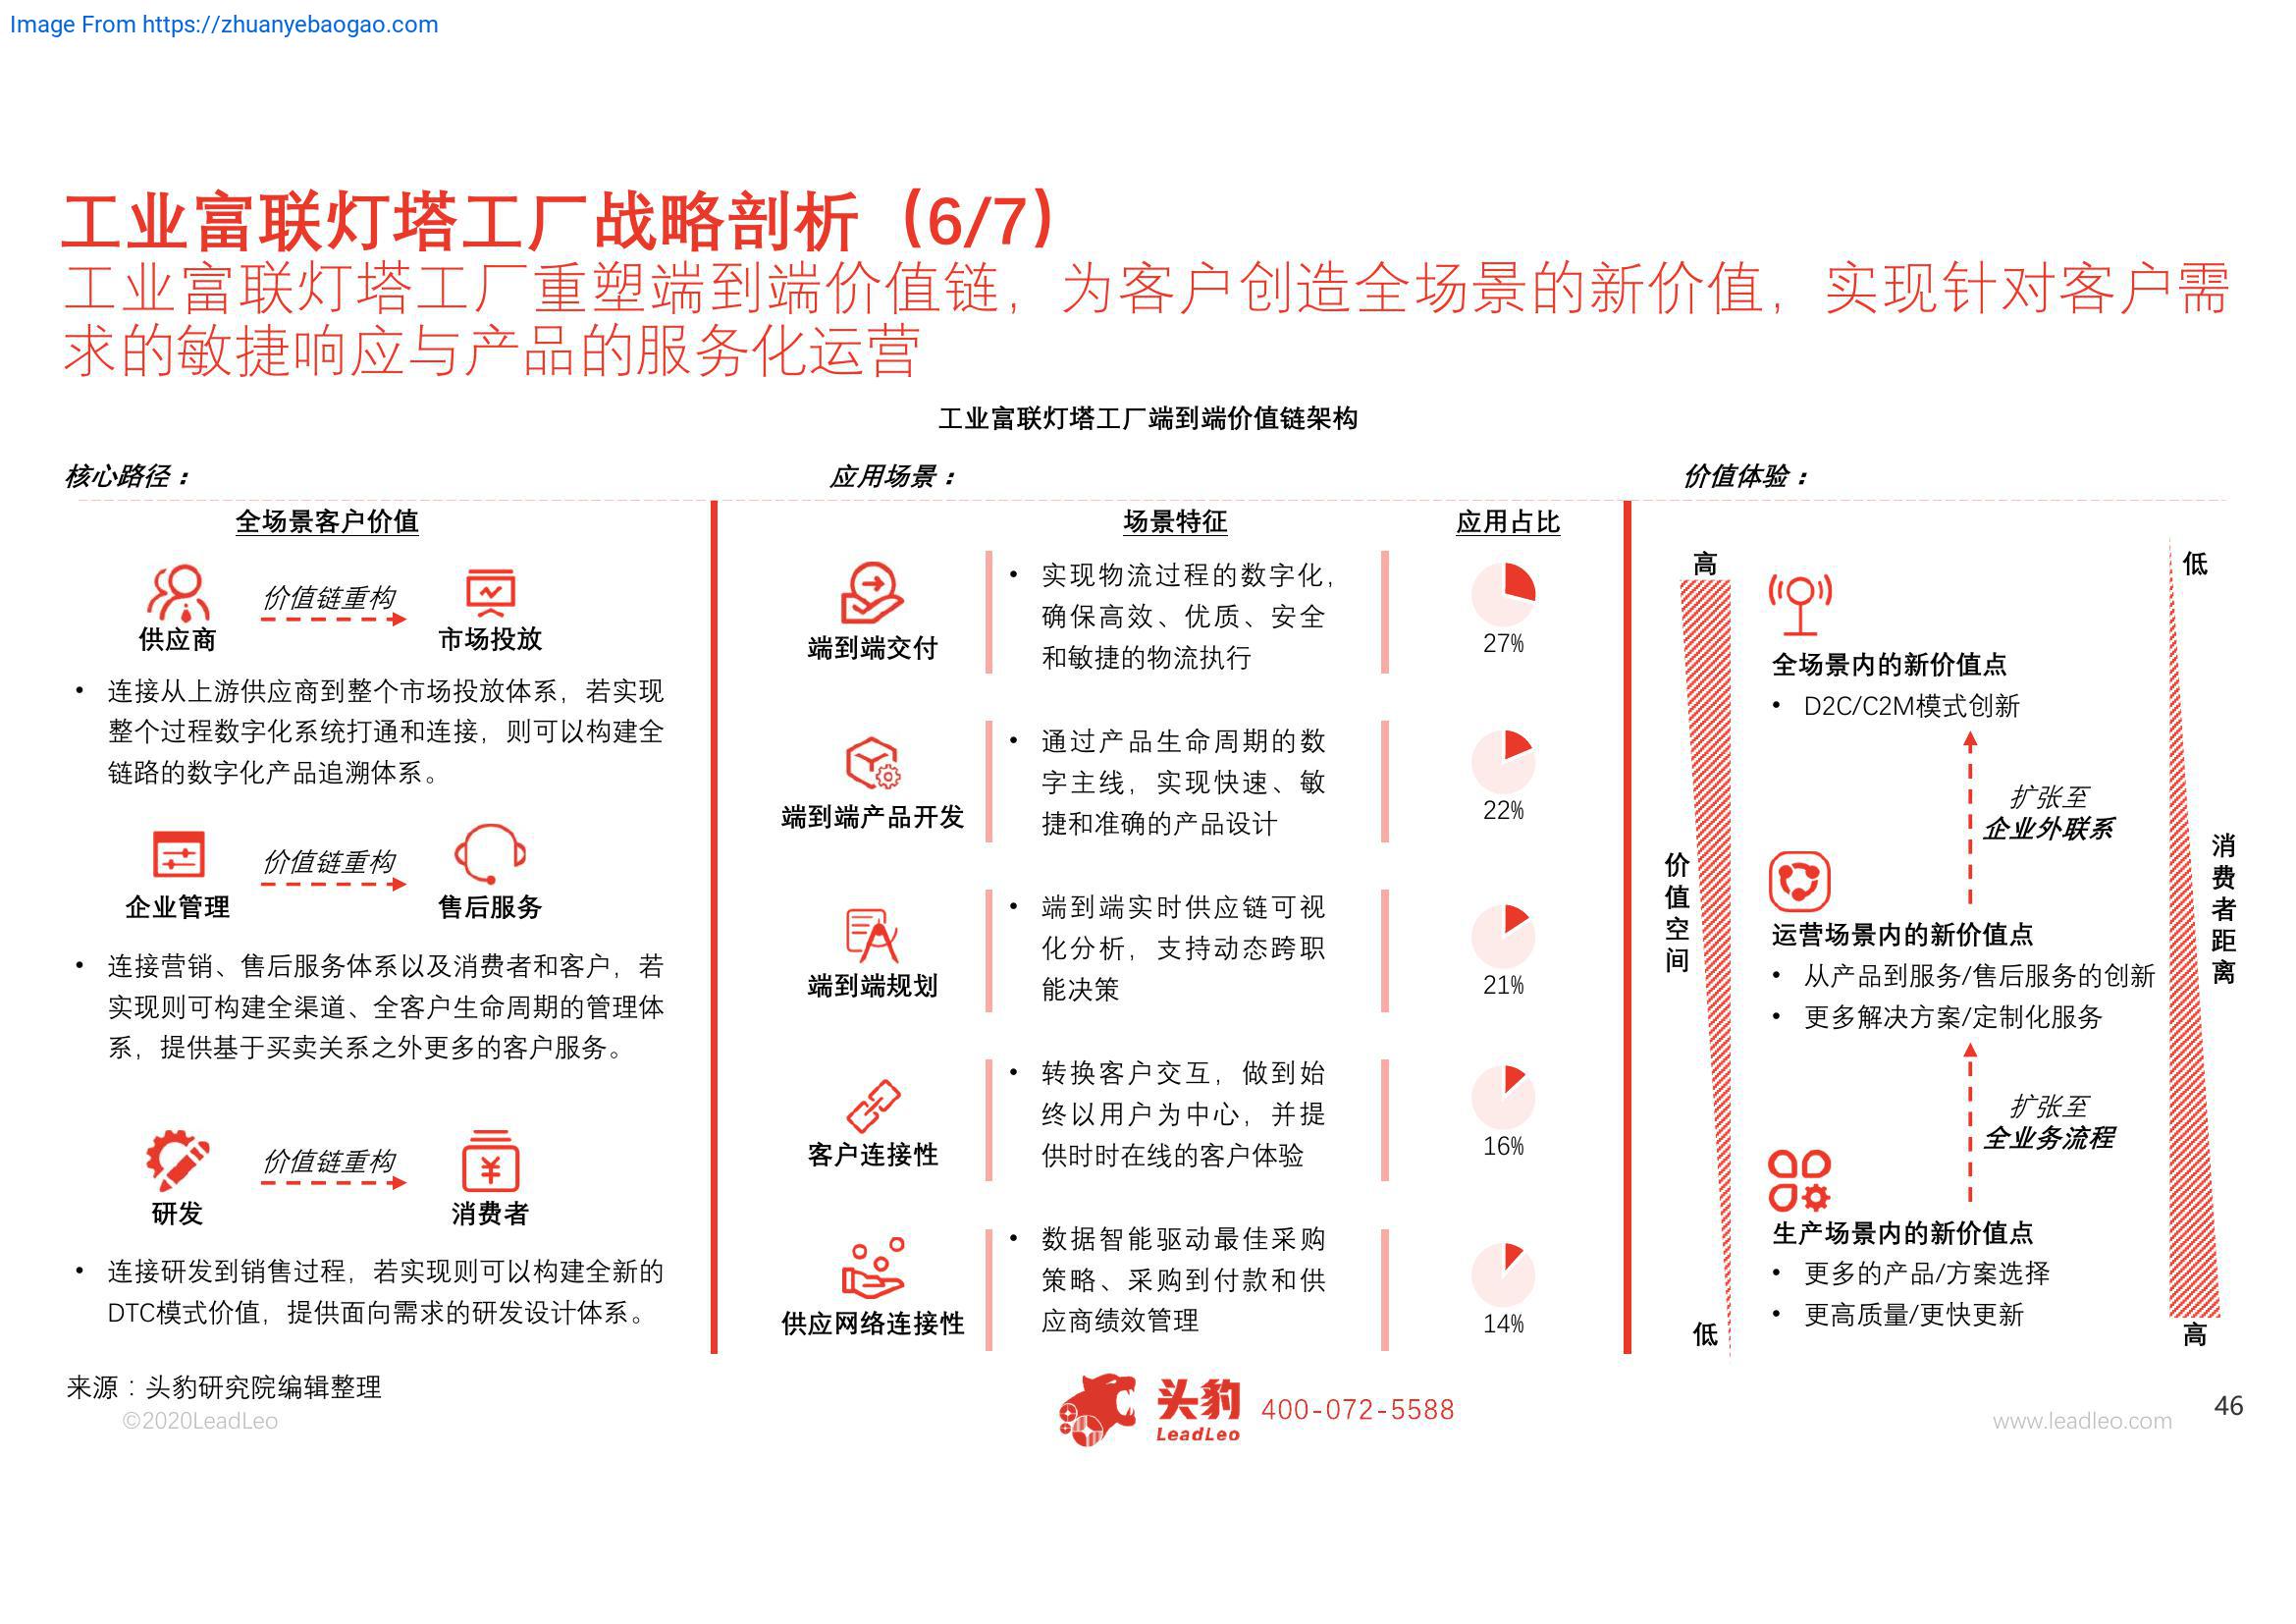 Image From https://zhuanyebaogao.com
工业富联灯塔工厂战略剖析（6/7）
工业富联灯塔工厂重塑端到端价值链，为客户创造全场景的新价值，实现针对客户需
求的敏捷响应与产品的服务化运营
工业富联灯塔工厂端到端价值链架构
核心路径：
全场景客户价值
供应商
价值链重构
市场投放
• 连接从上游供应商到整个市场投放体系，若实现
整个过程数字化系统打通和连接，则可以构建全
链路的数字化产品追溯体系。
企业管理
价值链重构
售后服务
• 连接营销、售后服务体系以及消费者和客户，若
实现则可构建全渠道、全客户生命周期的管理体
系，提供基于买卖关系之外更多的客户服务。
研发
价值链重构
消费者
• 连接研发到销售过程，若实现则可以构建全新的
DTC模式价值，提供面向需求的研发设计体系。
应用场景：
场景特征
应用占比
端到端交付
• 实现物流过程的数字化，
确保高效、优质、安全
和敏捷的物流执行
27%
端到端产品开发
• 通过产品生命周期的数
字主线，实现快速、敏
捷和准确的产品设计
22%
端到端规划
• 端到端实时供应链可视
化分析，支持动态跨职
能决策
21%
客户连接性
• 转换客户交互，做到始
终以用户为中心，并提
供时时在线的客户体验
16%
供应网络连接性
• 数据智能驱动最佳采购
策略、采购到付款和供
应商绩效管理
14%
价值体验：
高
价值空间
低
全场景内的新价值点
• D2C/C2M模式创新
扩张至
企业外联系
运营场景内的新价值点
• 从产品到服务/售后服务的创新
• 更多解决方案/定制化服务
扩张至
全业务流程
生产场景内的新价值点
• 更多的产品/方案选择
• 更高质量/更快更新
低
消费者距离
高
来源：头豹研究院编辑整理
©2020LeadLeo
头豹
LeadLeo
400-072-5588
www.leadleo.com
46